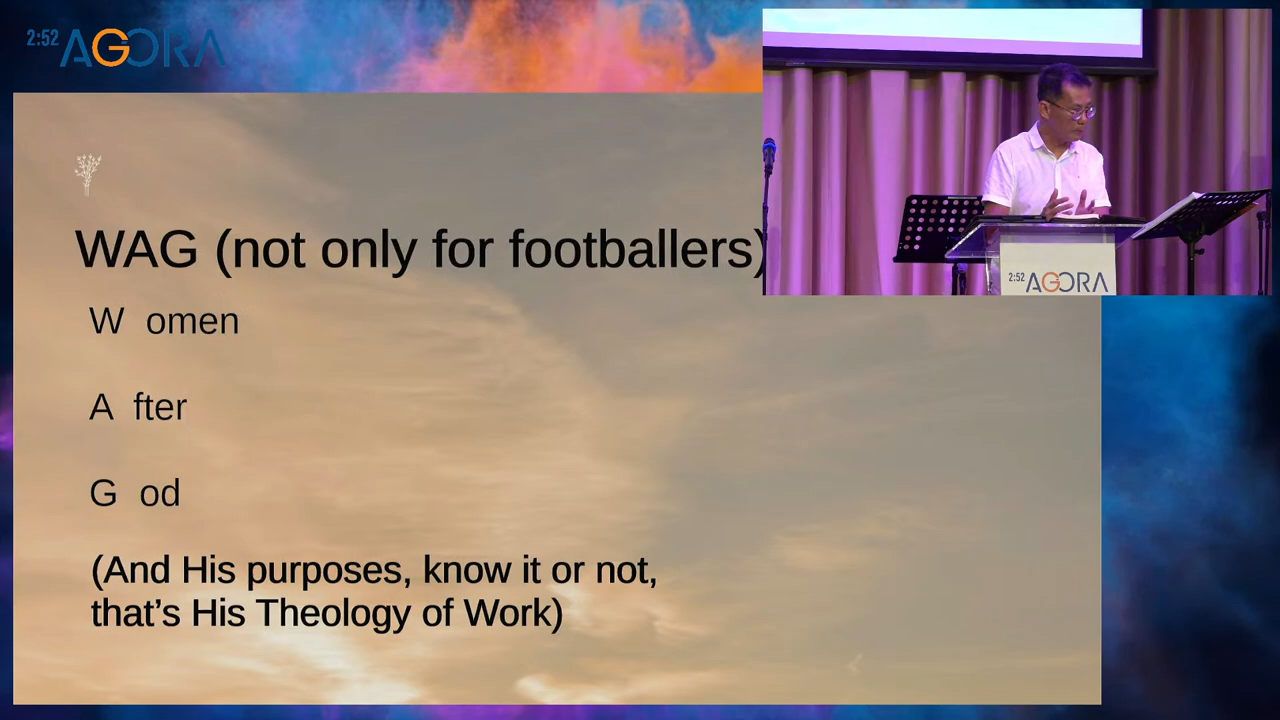 2:52 AGORA
WAG (not only for footballers)
W omen
A fter
G od
(And His purposes, know it or not,
that’s His Theology of Work)
2:52 AGORA